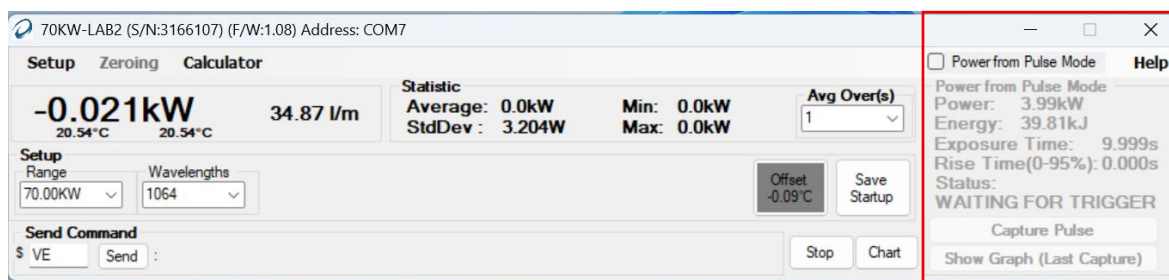 70KW-LAB2 (S/N:3166107) (F/W:1.08) Address: COM7
Setup Zeroing Calculator
Power from Pulse Mode Help
-0.021kW 34.87 l/m
20.54°C 20.54°C
Statistic
Average: 0.0kW Min: 0.0kW
StdDev : 3.204W Max: 0.0kW
Avg Over(s)
1
Setup
Range Wavelengths
70.00KW 1064
Offset
-0.09°C
Save
Startup
Send Command
$ VE Send :
Stop Chart
Power from Pulse Mode
Power: 3.99kW
Energy: 39.81kJ
Exposure Time: 9.999s
Rise Time(0-95%): 0.000s
Status:
WAITING FOR TRIGGER
Capture Pulse
Show Graph (Last Capture)